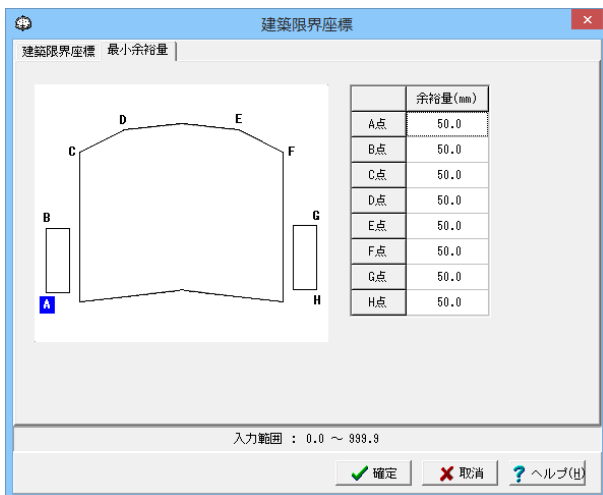 建築限界座標
建築限界座標 最小余裕量
余裕量(mm)
A点 50.0
B点 50.0
C点 50.0
D点 50.0
E点 50.0
F点 50.0
G点 50.0
H点 50.0
D E
C F
B G
A H
入力範囲 : 0.0 ～ 999.9
確定 取消 ? ヘルプ(H)